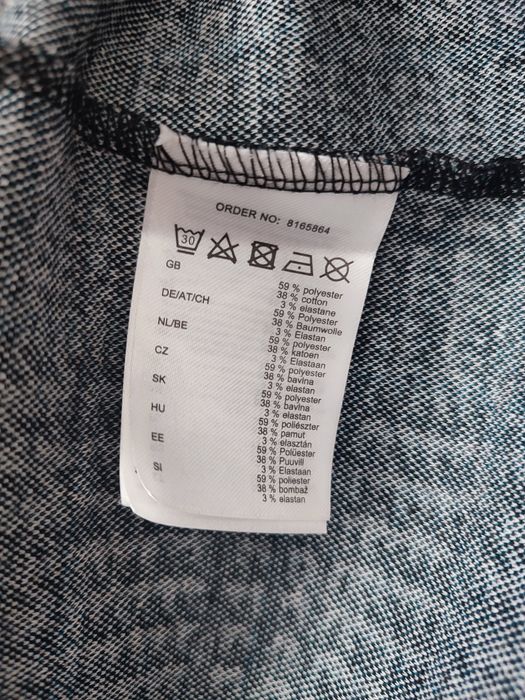 ORDER NO: 8165864
30
GB
59 % polyester
38 % cotton
3 % elastane
DE/AT/CH
59 % Polyester
38 % Baumwolle
3 % Elastan
NL/BE
59 % polyester
38 % katoen
3 % Elastaan
CZ
59 % polyester
38 % bavlna
3 % elastan
SK
59 % polyester
38 % bavlna
3 % elastan
HU
59 % poliészter
38 % pamut
3 % elasztán
EE
59 % Polüester
38 % Puuvill
3 % Elastaan
SI
59 % poliester
38 % bombaž
3 % elastan